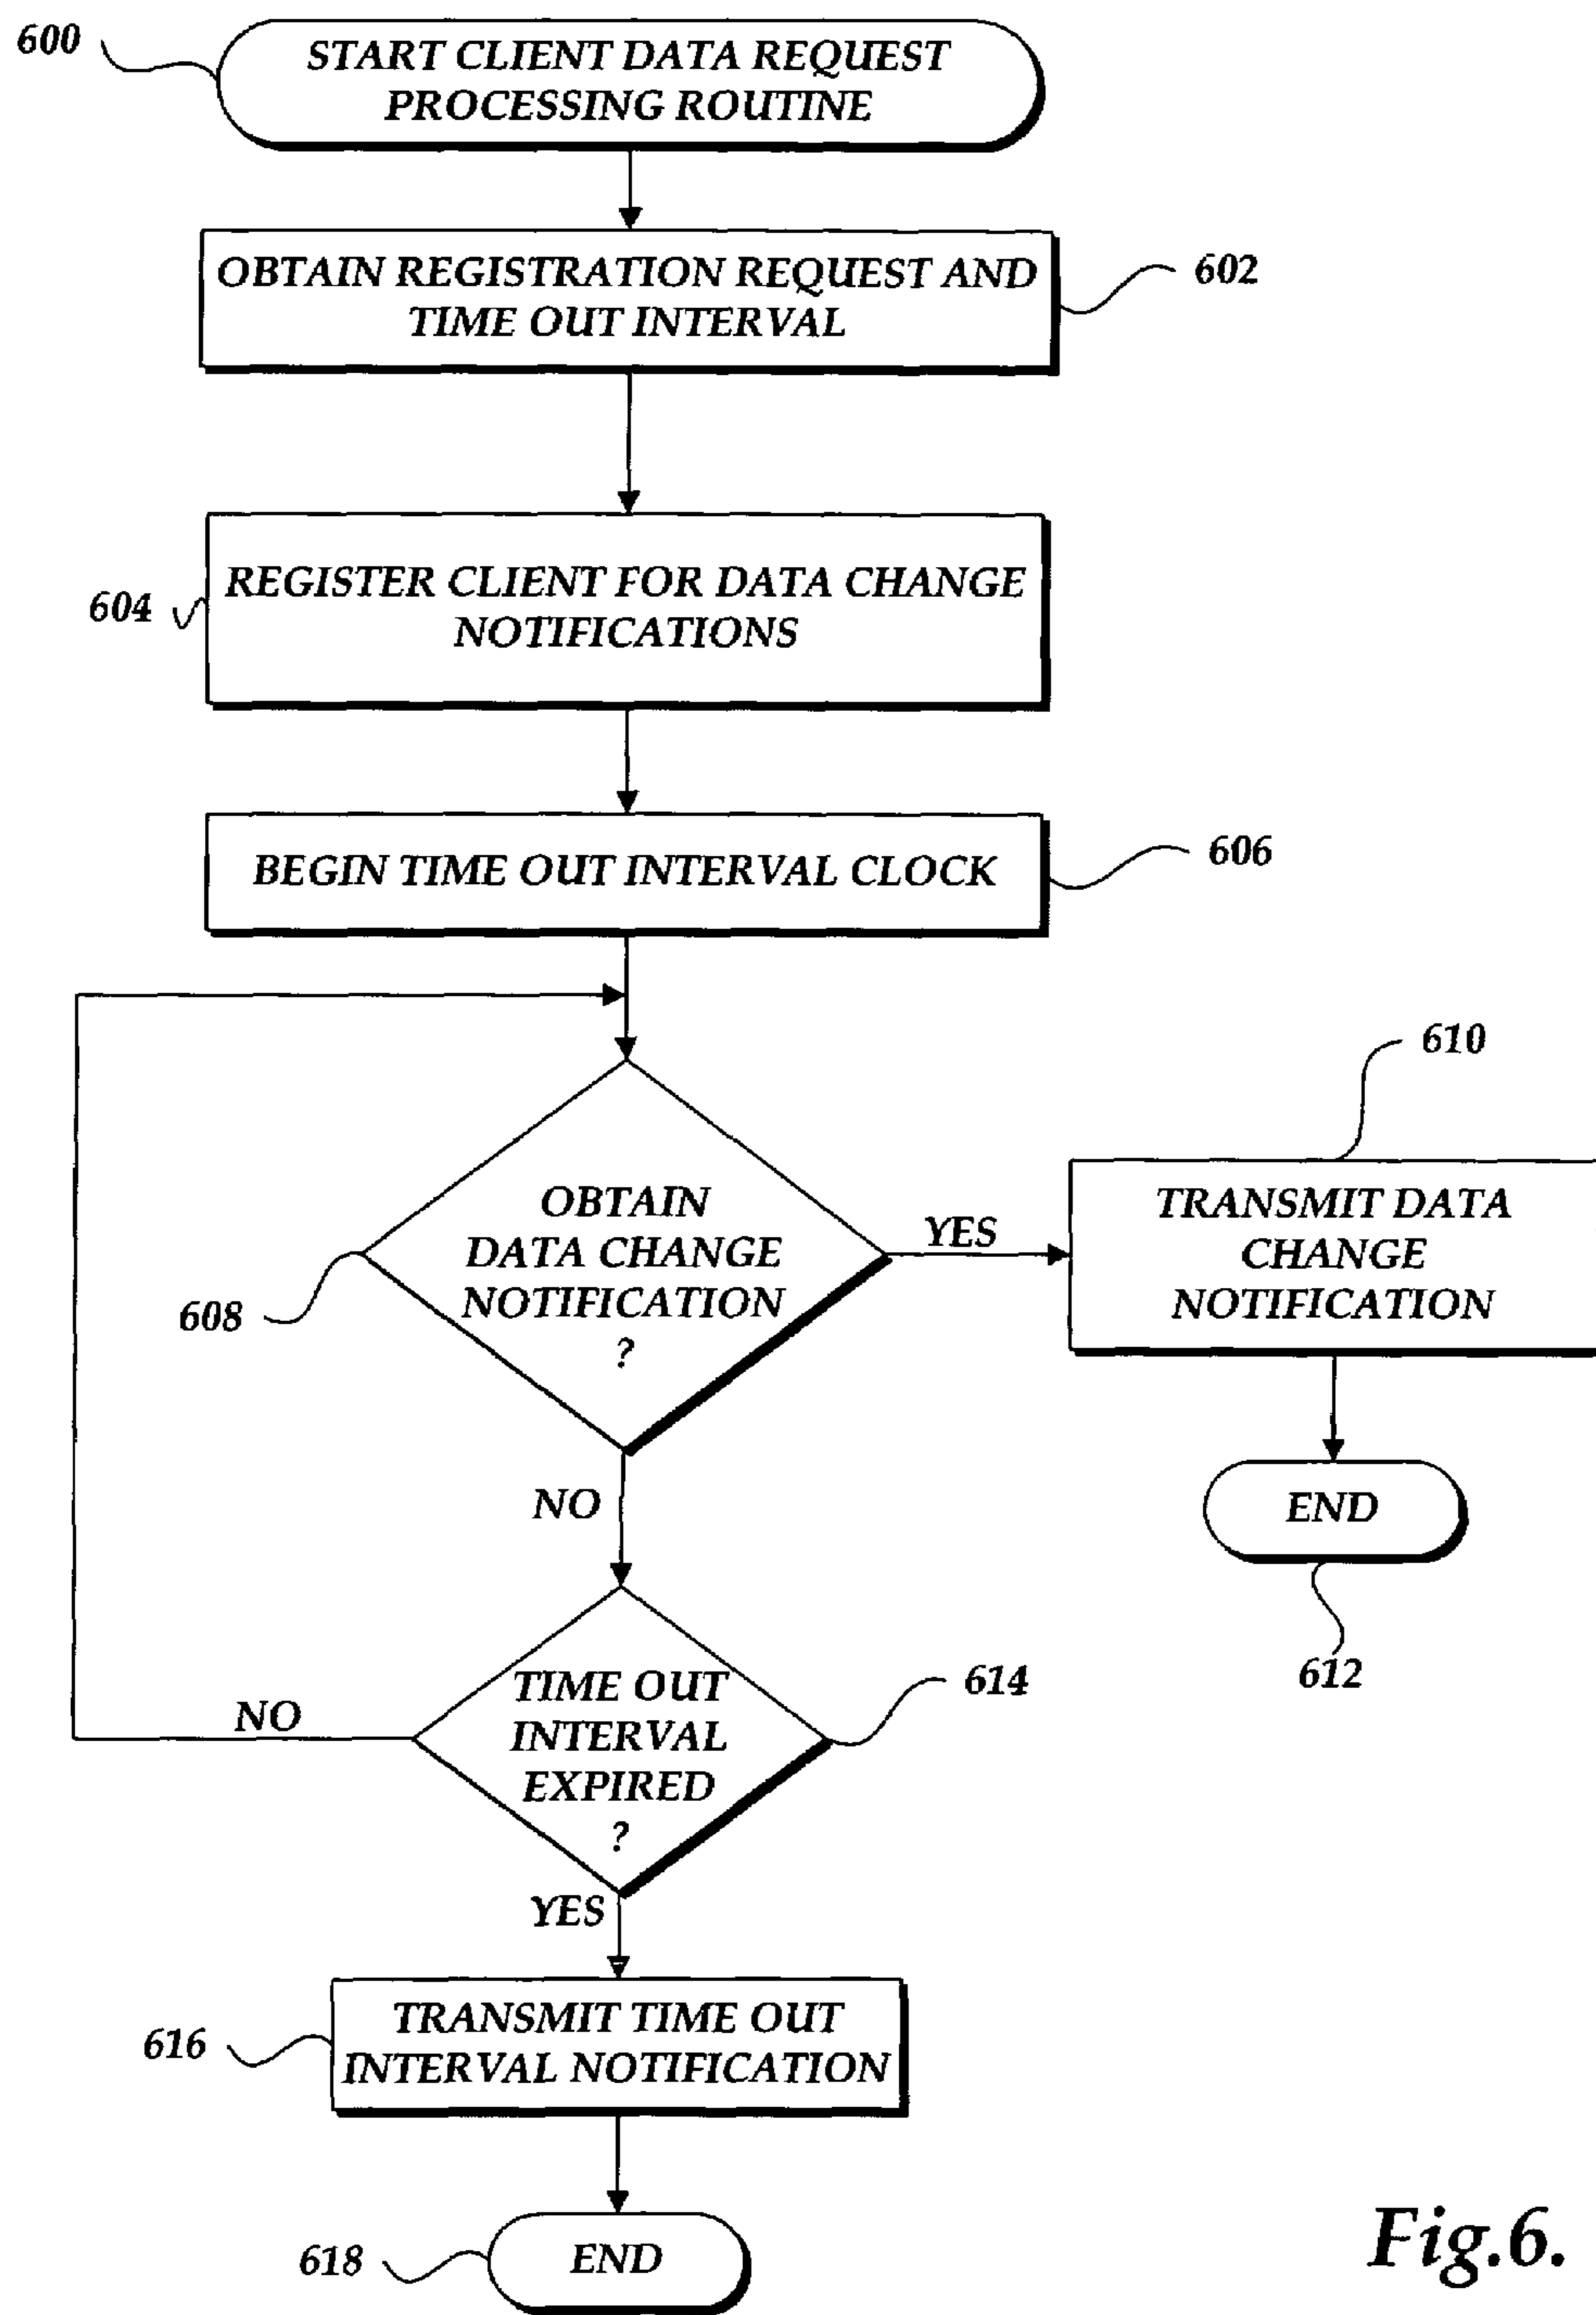 600
START CLIENT DATA REQUEST
PROCESSING ROUTINE
OBTAIN REGISTRATION REQUEST AND
TIME OUT INTERVAL
602
REGISTER CLIENT FOR DATA CHANGE
NOTIFICATIONS
604
BEGIN TIME OUT INTERVAL CLOCK
606
OBTAIN
DATA CHANGE
NOTIFICATION
?
608
YES
610
TRANSMIT DATA
CHANGE
NOTIFICATION
END
612
NO
TIME OUT
INTERVAL
EXPIRED
?
614
NO
YES
TRANSMIT TIME OUT
INTERVAL NOTIFICATION
616
END
618
Fig.6.